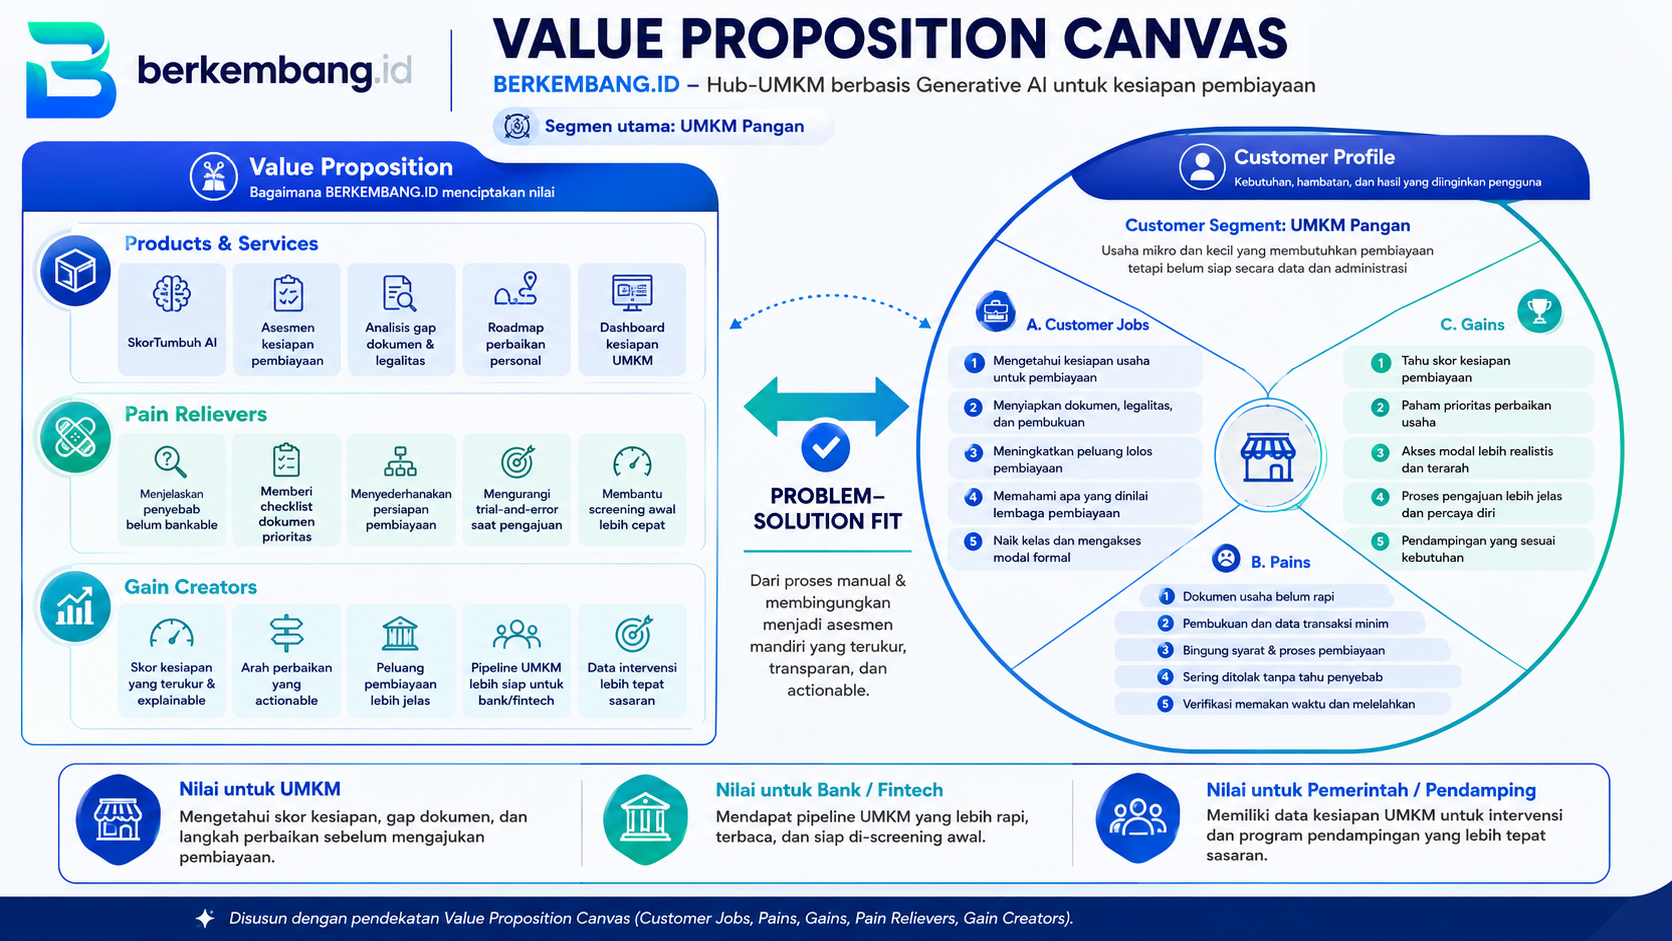 berkembang.id
VALUE PROPOSITION CANVAS
BERKEMBANG.ID – Hub-UMKM berbasis Generative AI untuk kesiapan pembiayaan
Segmen utama: UMKM Pangan
Value Proposition
Bagaimana BERKEMBANG.ID menciptakan nilai
Products & Services
SkorTumbuh AI
Asesmen
kesiapan
pembiayaan
Analisis gap
dokumen &
legalitas
Roadmap
perbaikan
personal
Dashboard
kesiapan
UMKM
Pain Relievers
Menjelaskan
penyebab
belum bankable
Memberi
checklist
dokumen
prioritas
Menyederhanakan
persiapan
pembiayaan
Mengurangi
trial-and-error
saat pengajuan
Membantu
screening awal
lebih cepat
Gain Creators
Skor kesiapan
yang terukur &
explainable
Arah perbaikan
yang
actionable
Peluang
pembiayaan
lebih jelas
Pipeline UMKM
lebih siap untuk
bank/fintech
Data intervensi
lebih tepat
sasaran
PROBLEM–
SOLUTION FIT
Dari proses manual &
membingungkan
menjadi asesmen
mandiri yang terukur,
transparan, dan
actionable.
Customer Profile
Kebutuhan, hambatan, dan hasil yang diinginkan pengguna
Customer Segment: UMKM Pangan
Usaha mikro dan kecil yang membutuhkan pembiayaan
tetapi belum siap secara data dan administrasi
A. Customer Jobs
1 Mengetahui kesiapan usaha
untuk pembiayaan
2 Menyiapkan dokumen, legalitas,
dan pembukuan
3 Meningkatkan peluang lolos
pembiayaan
4 Memahami apa yang dinilai
lembaga pembiayaan
5 Naik kelas dan mengakses
modal formal
B. Pains
1 Dokumen usaha belum rapi
2 Pembukuan dan data transaksi minim
3 Bingung syarat & proses pembiayaan
4 Sering ditolak tanpa tahu penyebab
5 Verifikasi memakan waktu dan melelahkan
C. Gains
1 Tahu skor kesiapan
pembiayaan
2 Paham prioritas perbaikan
usaha
3 Akses modal lebih realistis
dan terarah
4 Proses pengajuan lebih jelas
dan percaya diri
5 Pendampingan yang sesuai
kebutuhan
Nilai untuk UMKM
Mengetahui skor kesiapan, gap dokumen, dan
langkah perbaikan sebelum mengajukan
pembiayaan.
Nilai untuk Bank / Fintech
Mendapat pipeline UMKM yang lebih rapi,
terbaca, dan siap di-screening awal.
Nilai untuk Pemerintah / Pendamping
Memiliki data kesiapan UMKM untuk intervensi
dan program pendampingan yang lebih tepat
sasaran.
Disusun dengan pendekatan Value Proposition Canvas (Customer Jobs, Pains, Gains, Pain Relievers, Gain Creators).